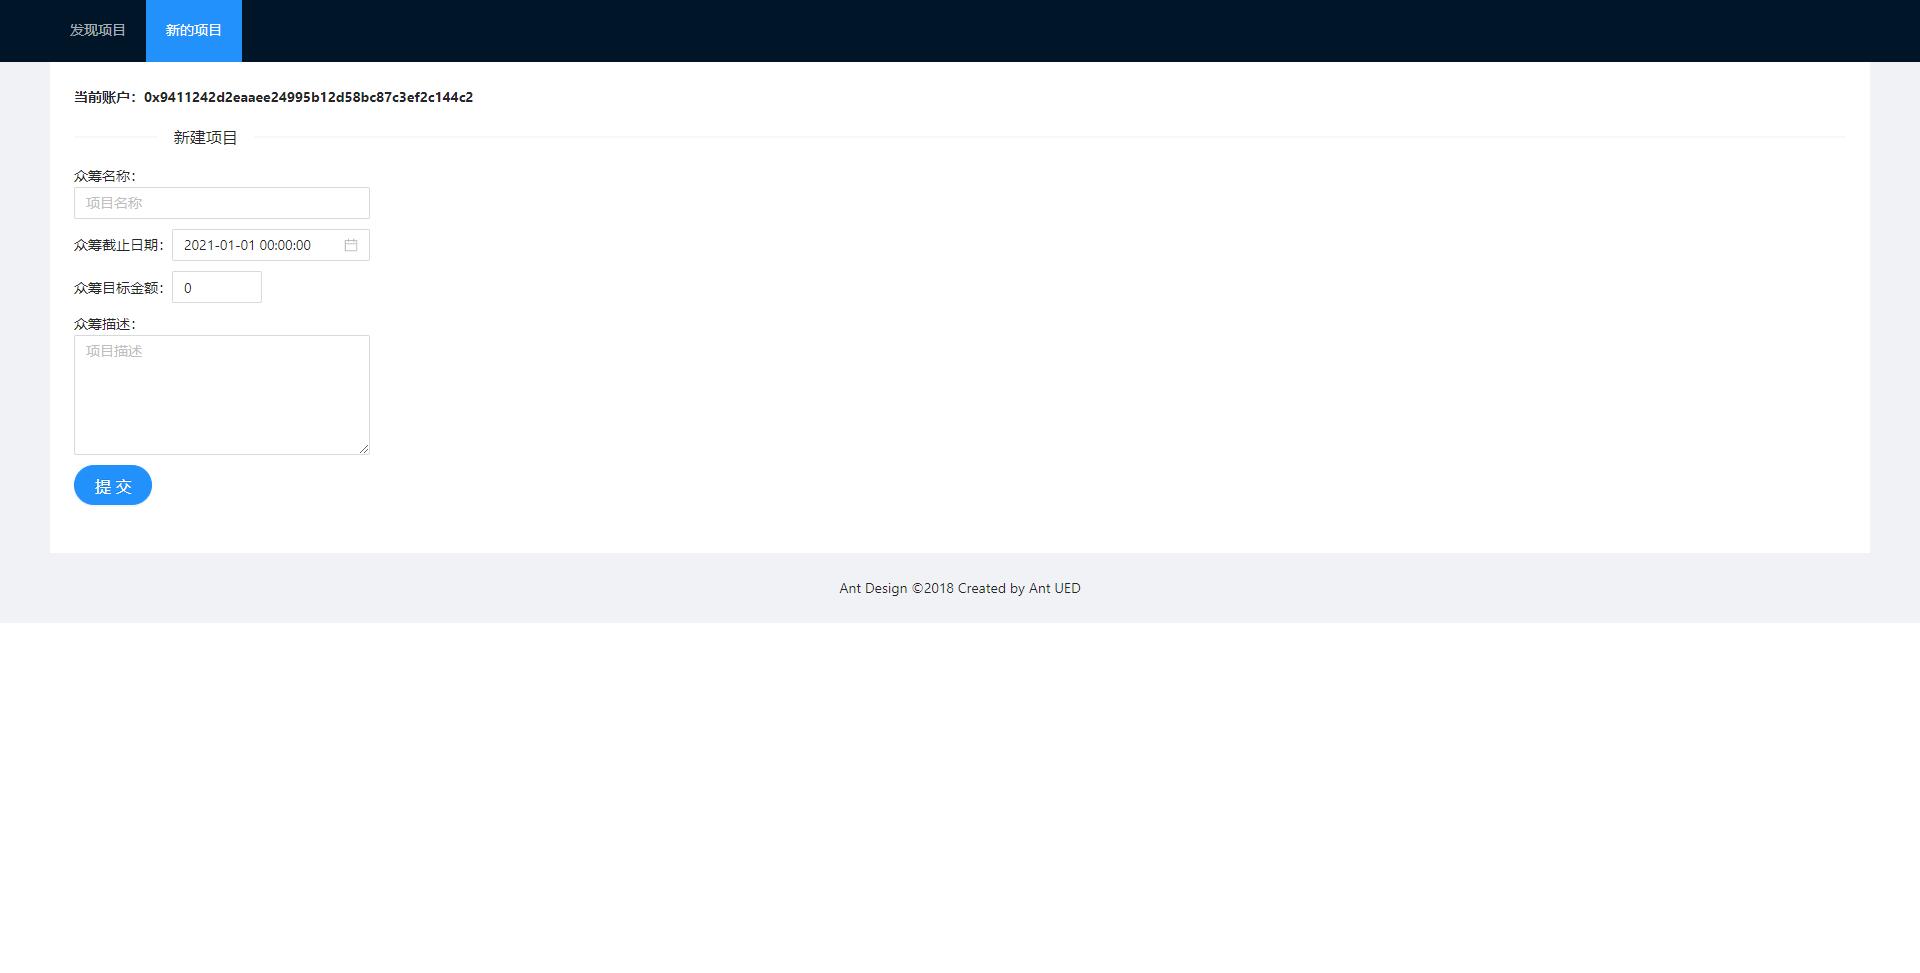 发现项目 新的项目
当前账户：0x9411242d2eaaee24995b12d58bc87c3ef2c144c2
新建项目
众筹名称：
项目名称
众筹截止日期： 2021-01-01 00:00:00
众筹目标金额： 0
众筹描述：
项目描述
提 交
Ant Design ©2018 Created by Ant UED